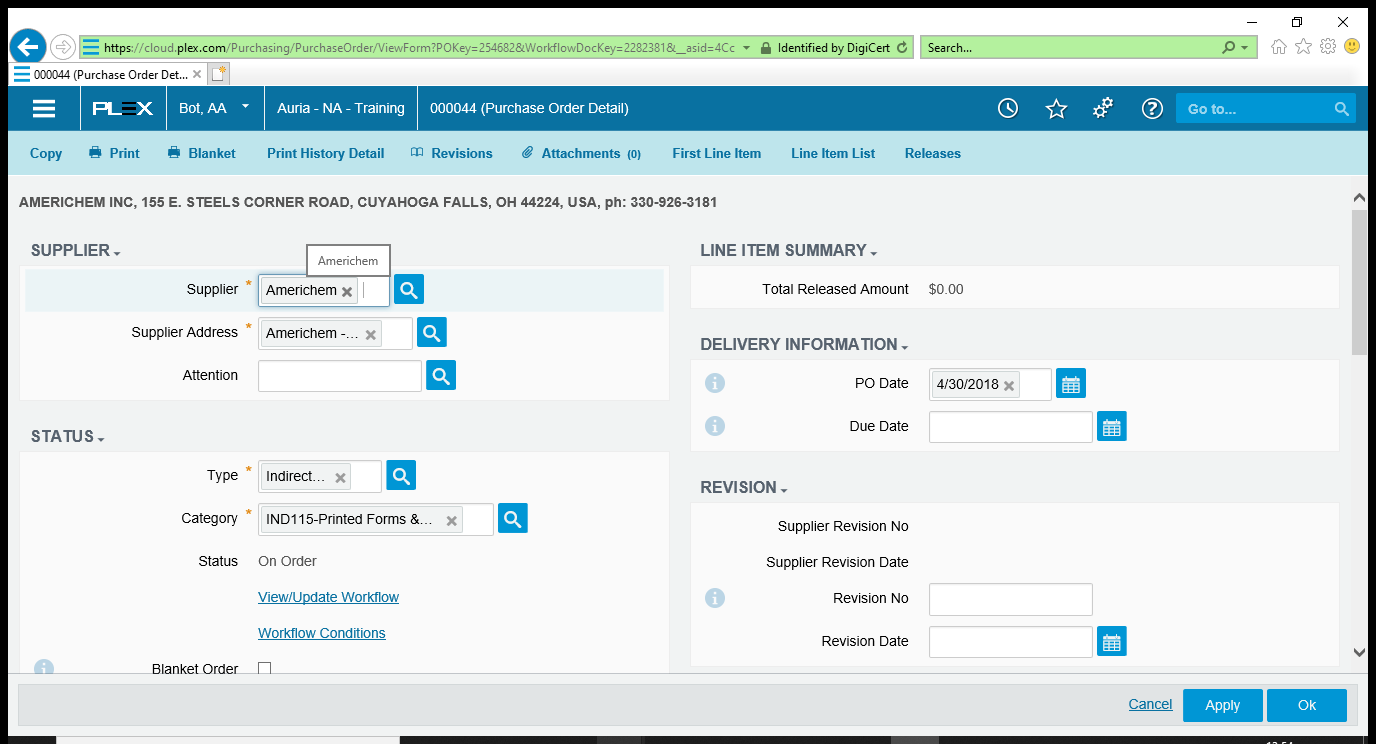 https://cloud.plex.com/Purchasing/PurchaseOrder/ViewForm?POKey=254682&WorkflowDocKey=2282381&__asid=4Cc Identified by DigiCert Search...
000044 (Purchase Order Det...
PLEX Bot, AA Auria - NA - Training 000044 (Purchase Order Detail) Go to...
Copy Print Blanket Print History Detail Revisions Attachments (0) First Line Item Line Item List Releases
AMERICHEM INC, 155 E. STEELS CORNER ROAD, CUYAHOGA FALLS, OH 44224, USA, ph: 330-926-3181
SUPPLIER
Americhem
Supplier * Americhem
Supplier Address * Americhem -...
Attention
STATUS
Type * Indirect...
Category * IND115-Printed Forms &...
Status On Order
View/Update Workflow
Workflow Conditions
Blanket Order
LINE ITEM SUMMARY
Total Released Amount $0.00
DELIVERY INFORMATION
PO Date 4/30/2018
Due Date
REVISION
Supplier Revision No
Supplier Revision Date
Revision No
Revision Date
Cancel Apply Ok